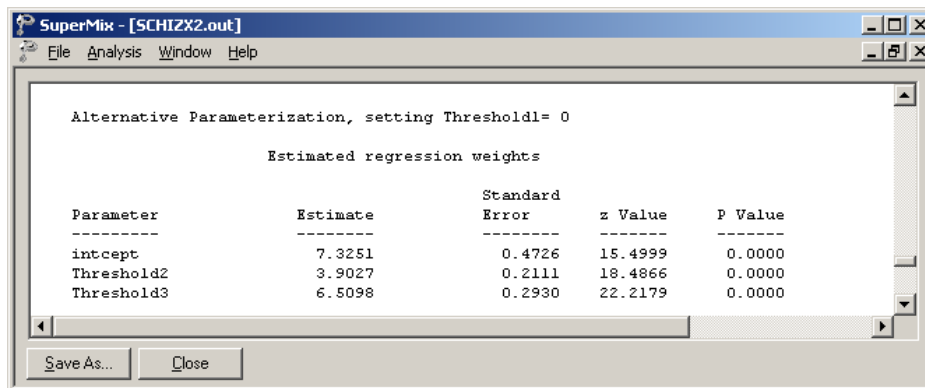 SuperMix - [SCHIZX2.out]
File Analysis Window Help
Alternative Parameterization, setting Threshold1= 0
Estimated regression weights
Standard
Parameter Estimate Error z Value P Value
--------- -------- -------- ------- -------
intcept 7.3251 0.4726 15.4999 0.0000
Threshold2 3.9027 0.2111 18.4866 0.0000
Threshold3 6.5098 0.2930 22.2179 0.0000
Save As... Close